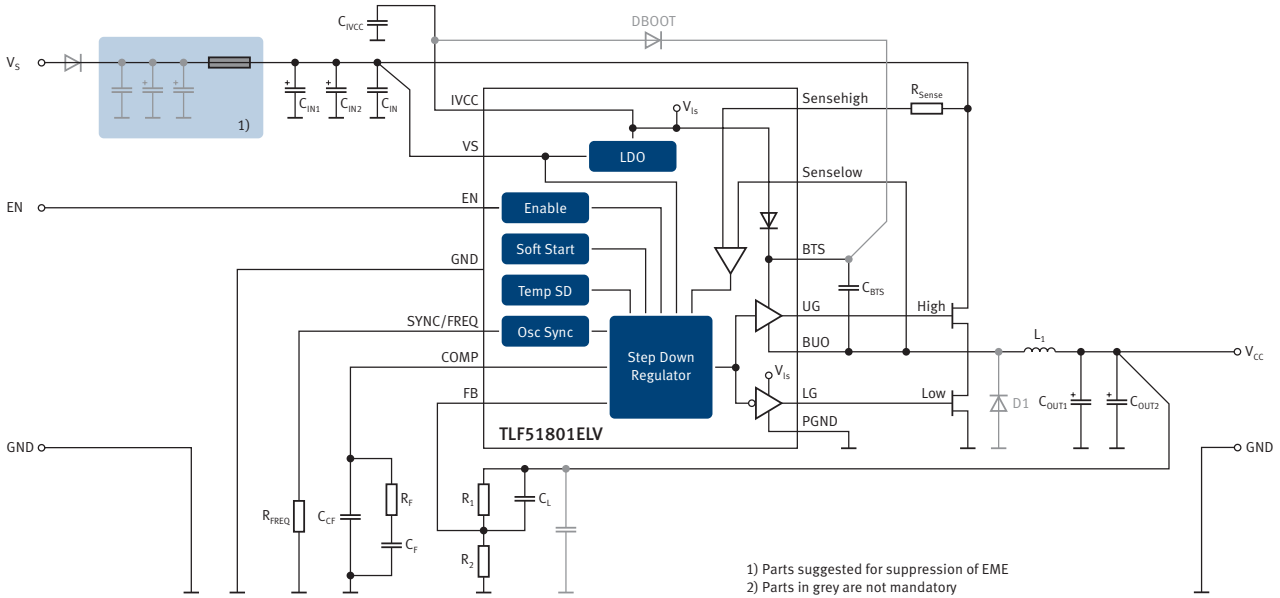 C_IVCC
DBOOT
V_S
1)
C_IN1
C_IN2
C_IN
IVCC
V_Is
Sensehigh
R_Sense
VS
LDO
Senselow
EN
EN
Enable
Soft Start
GND
BTS
C_BTS
Temp SD
SYNC/FREQ
Osc Sync
UG
High
COMP
Step Down
Regulator
BUO
L_1
V_CC
V_Is
FB
LG
Low
D1
C_OUT1
C_OUT2
PGND
TLF51801ELV
GND
GND
R_FREQ
C_CF
R_F
C_F
R_1
C_L
R_2
1) Parts suggested for suppression of EME
2) Parts in grey are not mandatory
+
+
+
+
+
+